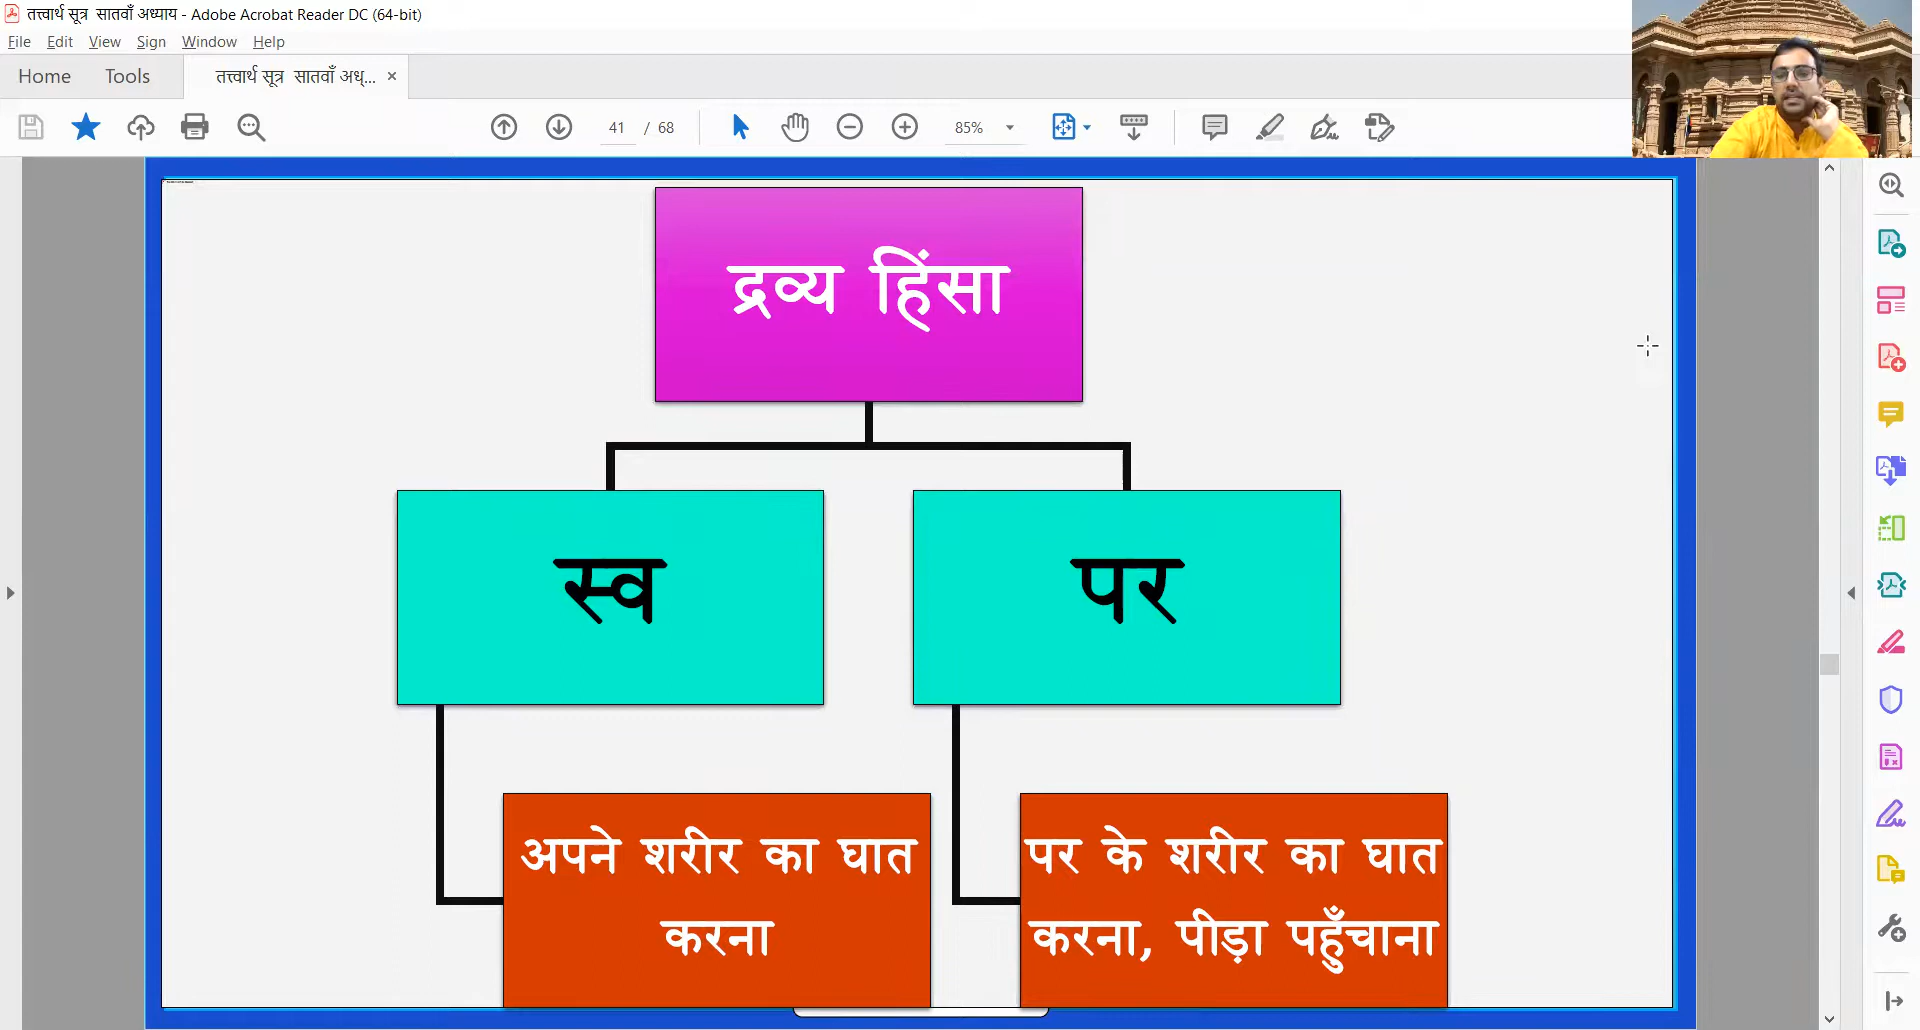 तत्त्वार्थ सूत्र सातवाँ अध्याय - Adobe Acrobat Reader DC (64-bit)
File Edit View Sign Window Help
Home Tools तत्त्वार्थ सूत्र सातवाँ अध्... ×
41 / 68 85%
द्रव्य हिंसा
स्व
पर
अपने शरीर का घात
करना
पर के शरीर का घात
करना, पीड़ा पहुँचाना